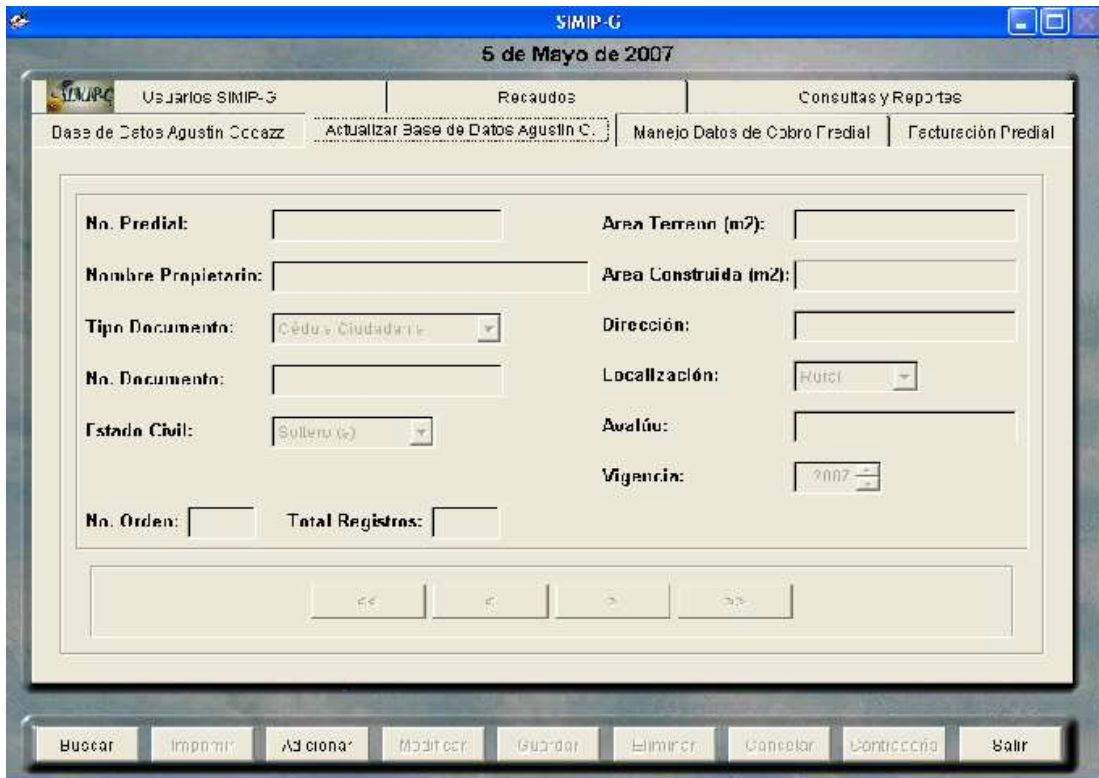 SIMIP-G
5 de Mayo de 2007
SIMIP-G Usuarios SIMIP-G Recaudos Consultas y Reportes
Base de Datos Agustin Codazzi Actualizar Base de Datos Agustin C. Manejo Datos de Cobro Predial Facturación Predial
No. Predial: Area Terreno (m2):
Nombre Propietario: Area Construida (m2):
Tipo Documento: Cédula Ciudadanía Dirección:
No. Documento: Localización: Rural
Estado Civil: Soltero (a) Avalúo:
Vigencia: 2007
No. Orden: Total Registros:
<< < > >>
Buscar Imprimir Adicionar Modificar Guardar Eliminar Cancelar Contraseña Salir